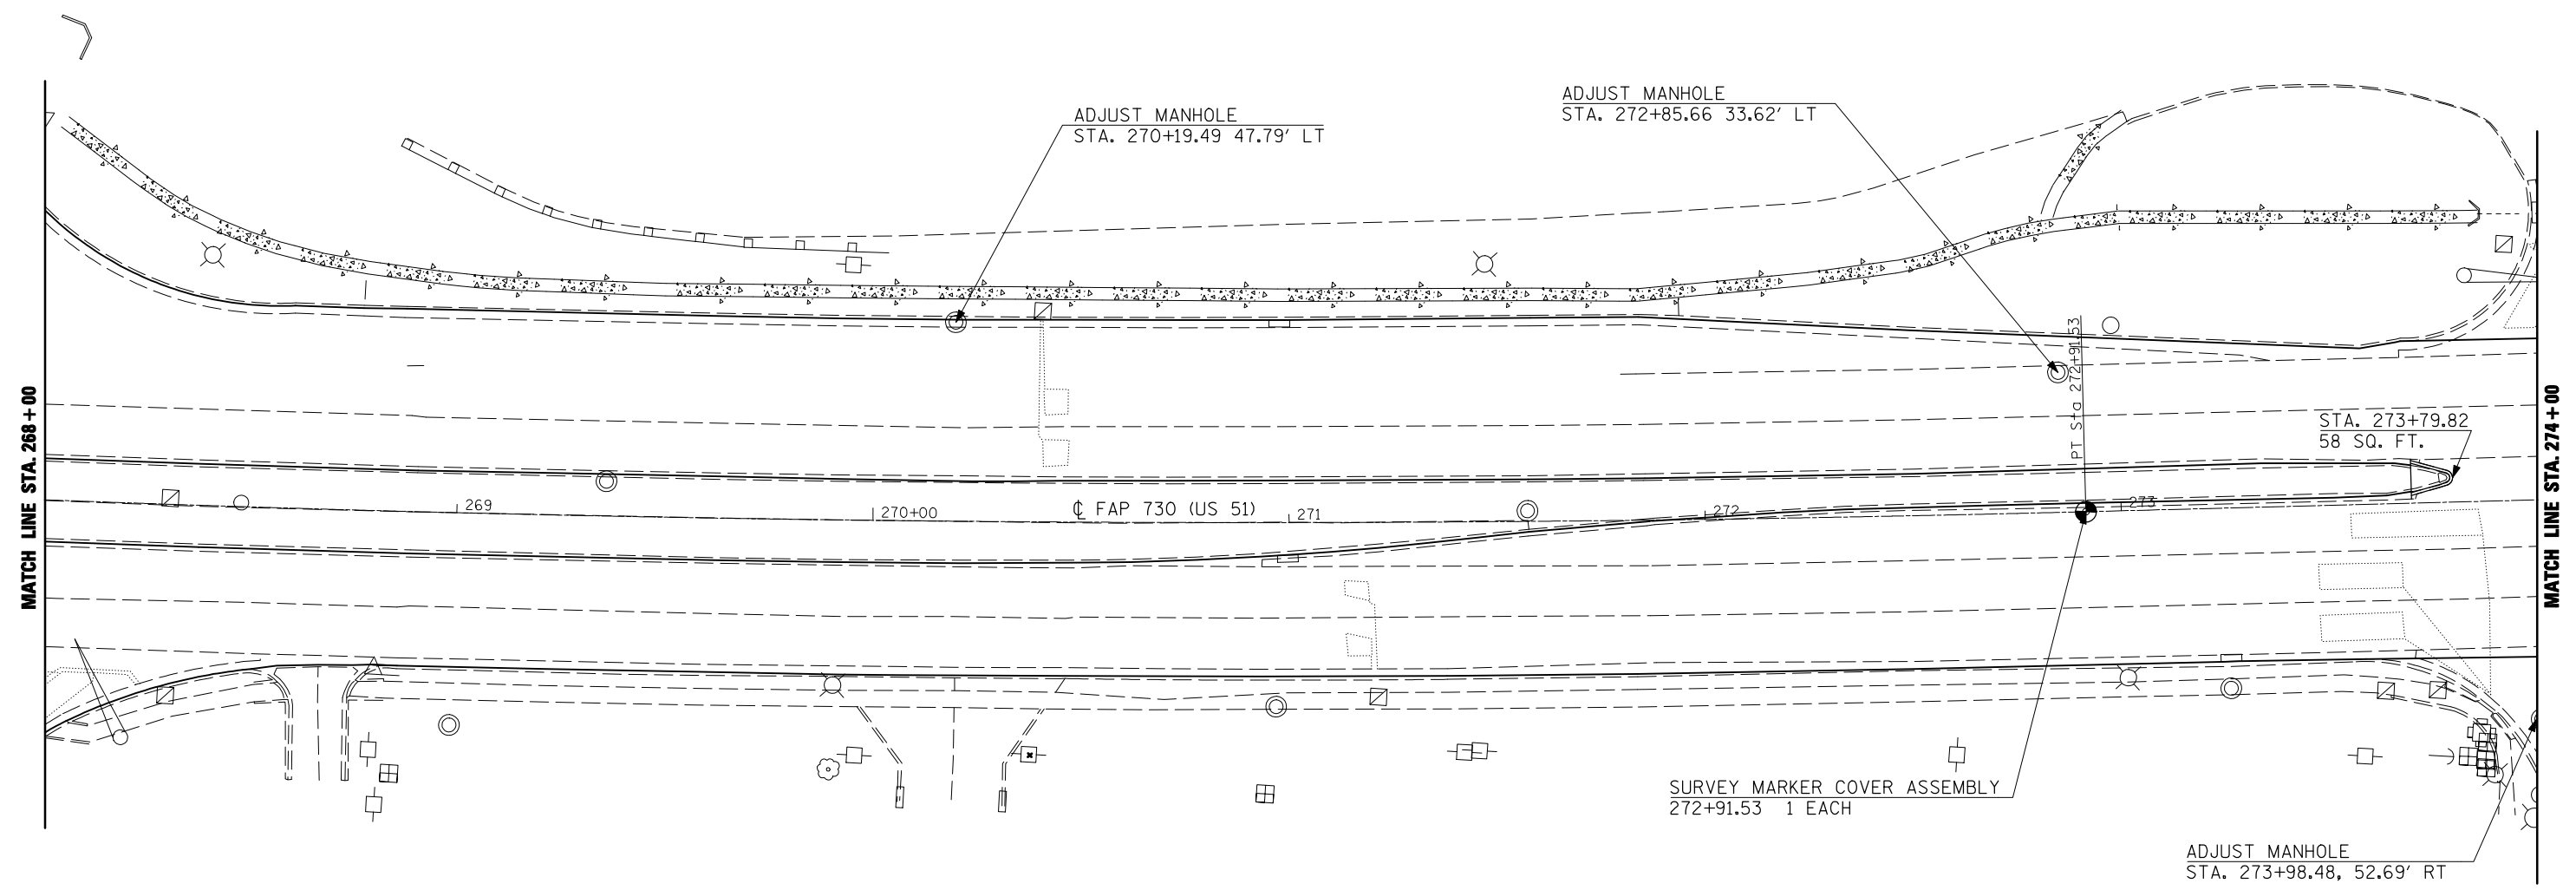 ADJUST MANHOLE
STA. 272+85.66 33.62' LT
ADJUST MANHOLE
STA. 270+19.49 47.79' LT
PT Sta 272+91.53
MATCH LINE STA. 268+00
MATCH LINE STA. 274+00
STA. 273+79.82
58 SQ. FT.
269
270+00
℄ FAP 730 (US 51)
271
272
273
SURVEY MARKER COVER ASSEMBLY
272+91.53 1 EACH
ADJUST MANHOLE
STA. 273+98.48, 52.69' RT